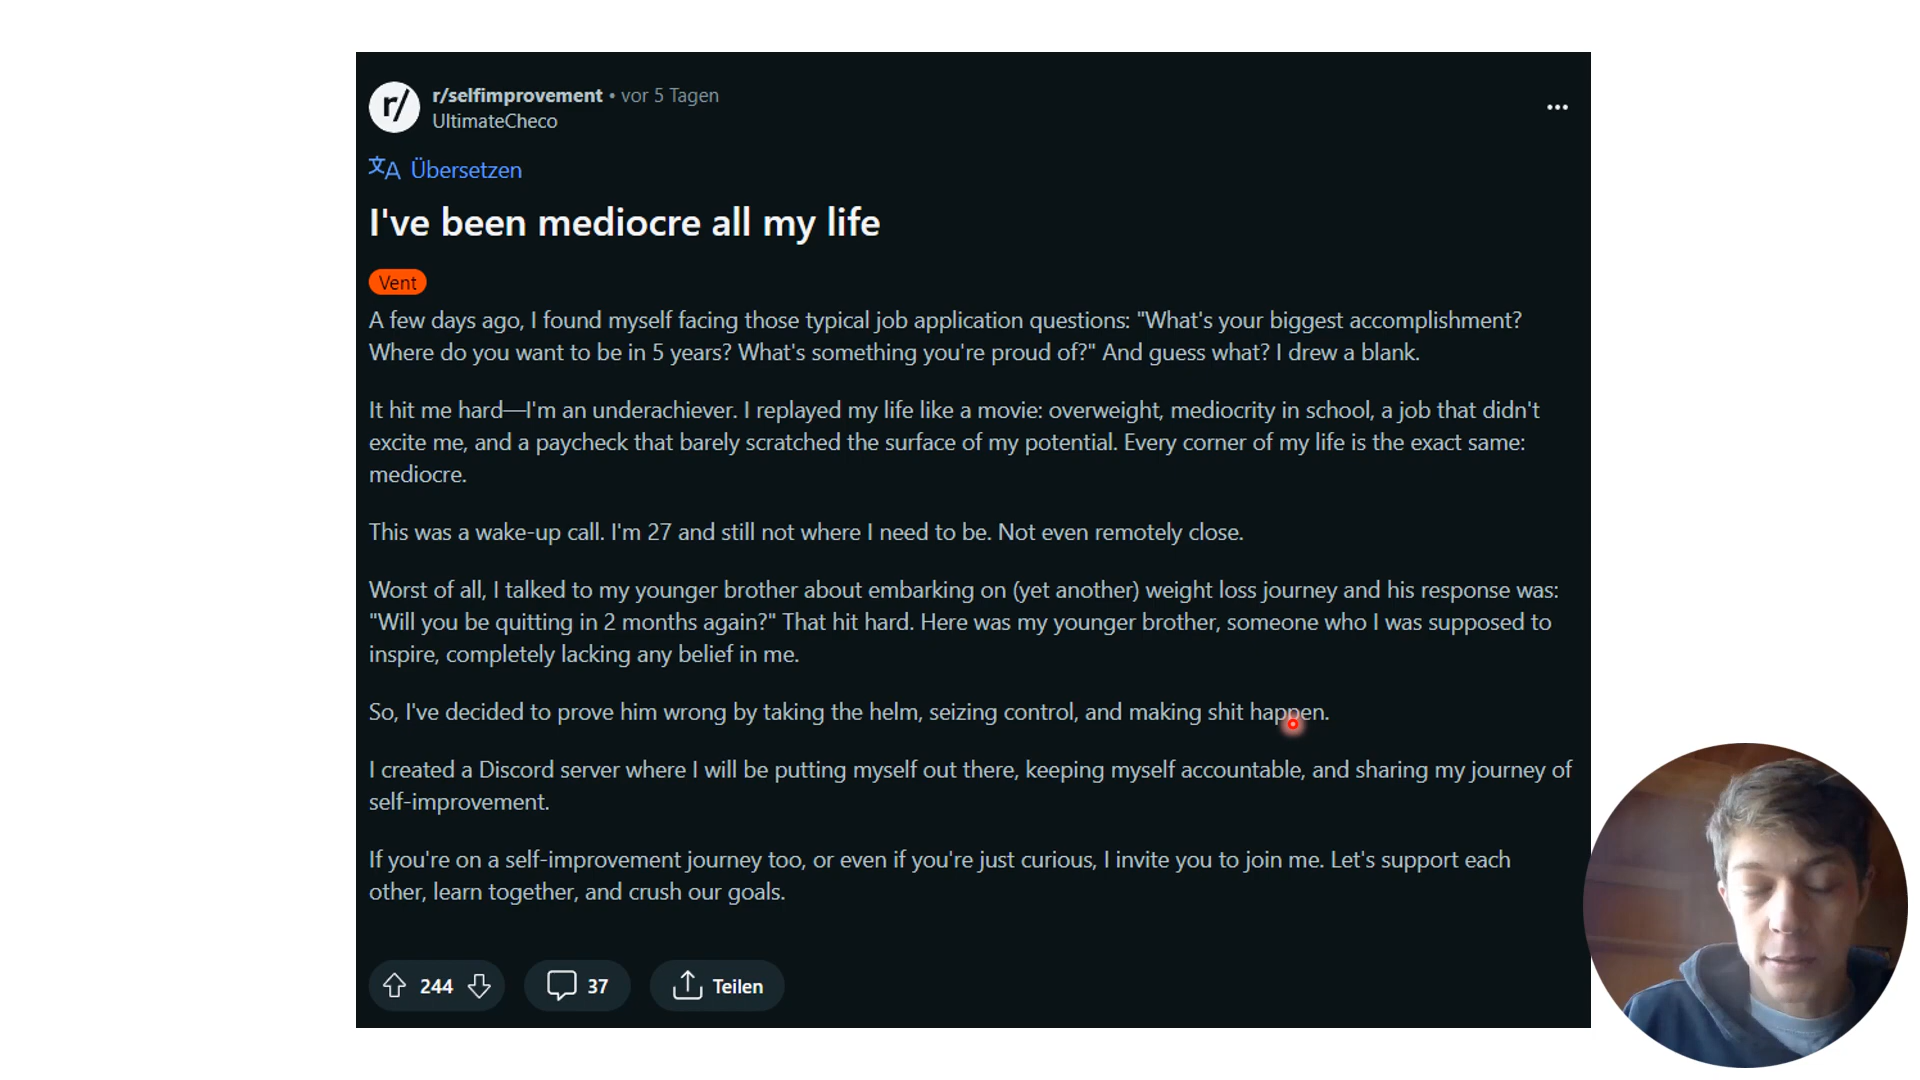 r/selfimprovement • vor 5 Tagen
UltimateCheco
Übersetzen
I've been mediocre all my life
Vent
A few days ago, I found myself facing those typical job application questions: "What's your biggest accomplishment?
Where do you want to be in 5 years? What's something you're proud of?" And guess what? I drew a blank.
It hit me hard—I'm an underachiever. I replayed my life like a movie: overweight, mediocrity in school, a job that didn't
excite me, and a paycheck that barely scratched the surface of my potential. Every corner of my life is the exact same:
mediocre.
This was a wake-up call. I'm 27 and still not where I need to be. Not even remotely close.
Worst of all, I talked to my younger brother about embarking on (yet another) weight loss journey and his response was:
"Will you be quitting in 2 months again?" That hit hard. Here was my younger brother, someone who I was supposed to
inspire, completely lacking any belief in me.
So, I've decided to prove him wrong by taking the helm, seizing control, and making shit happen.
I created a Discord server where I will be putting myself out there, keeping myself accountable, and sharing my journey of
self-improvement.
If you're on a self-improvement journey too, or even if you're just curious, I invite you to join me. Let's support each
other, learn together, and crush our goals.
244
37
Teilen